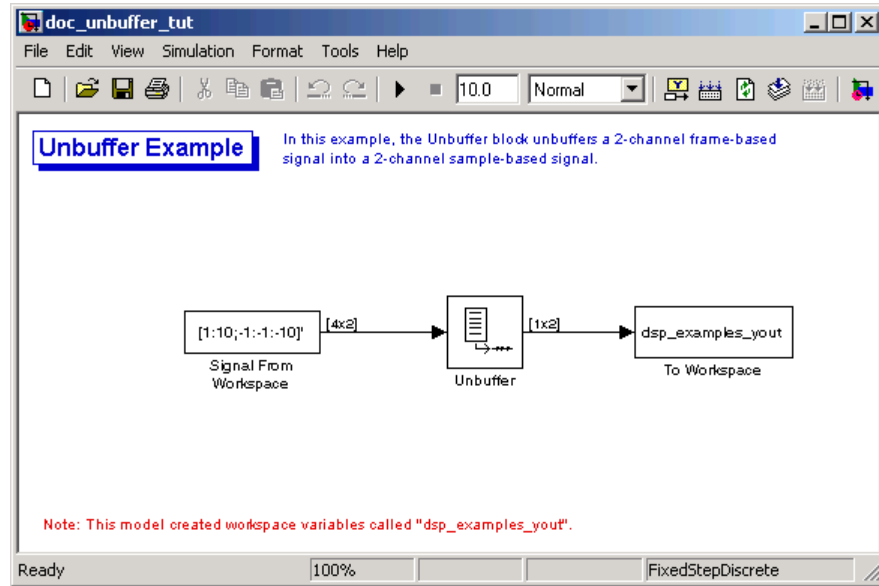 doc_unbuffer_tut
File Edit View Simulation Format Tools Help
10.0 Normal
Unbuffer Example
In this example, the Unbuffer block unbuffers a 2-channel frame-based
signal into a 2-channel sample-based signal.
[1:10;-1:-1:-10]'
[4x2]
[1x2]
dsp_examples_yout
Signal From
Workspace
Unbuffer
To Workspace
Note: This model created workspace variables called "dsp_examples_yout".
Ready 100% FixedStepDiscrete